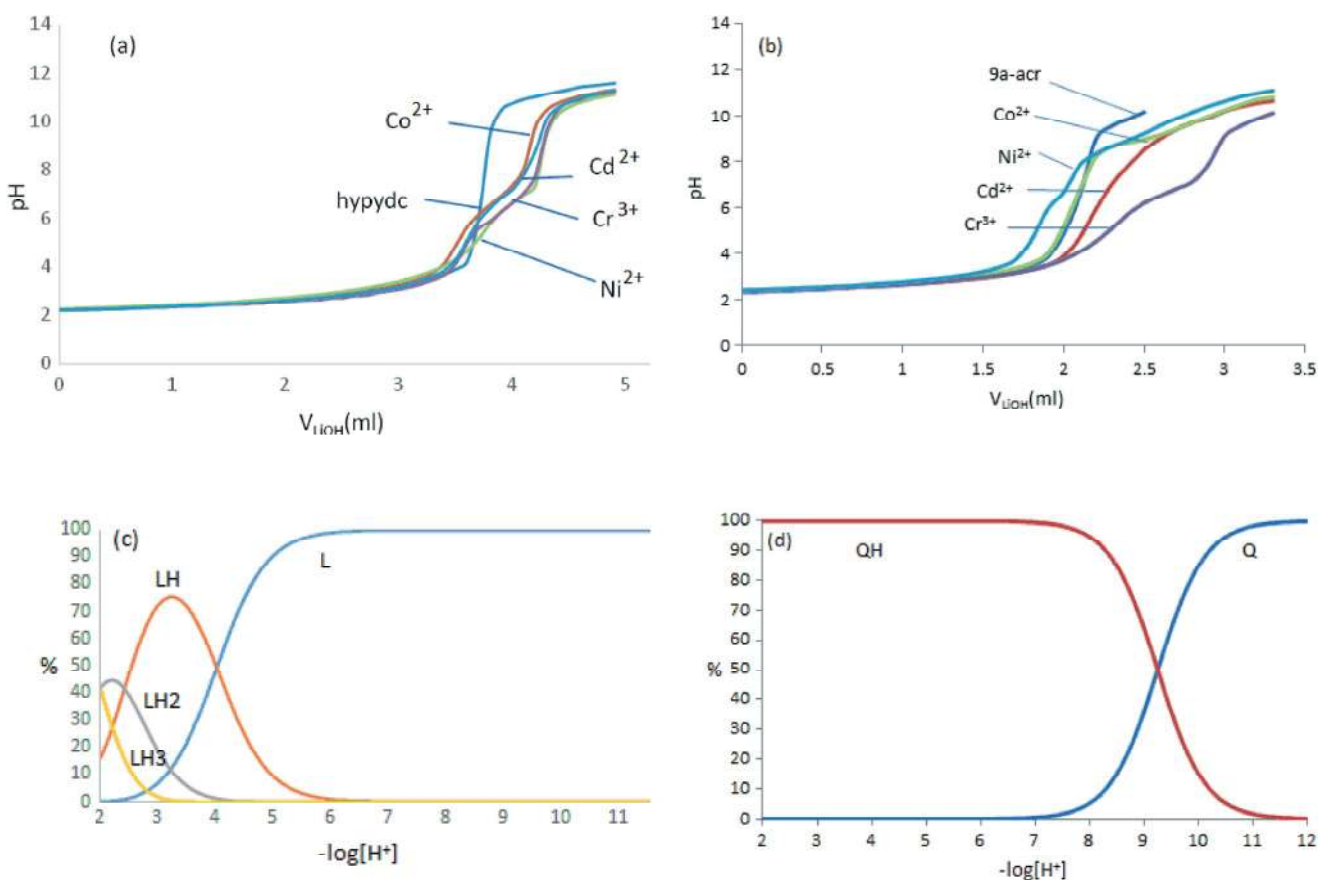 (a)
14
12
10
8
6
4
2
0
pH
Co2+
Cd 2+
hypydc
Cr 3+
Ni2+
0 1 2 3 4 5
VLiOH(ml)
(b)
14
12
10
8
6
4
2
0
pH
9a-acr
Co2+
Ni2+
Cd2+
Cr3+
0 0.5 1 1.5 2 2.5 3 3.5
VLiOH(ml)
(c)
100
90
80
70
60
50
40
30
20
10
0
%
LH
L
LH2
LH3
2 3 4 5 6 7 8 9 10 11
-log[H+]
(d)
100
90
80
70
60
50
40
30
20
10
0
%
QH
Q
2 3 4 5 6 7 8 9 10 11 12
-log[H+]